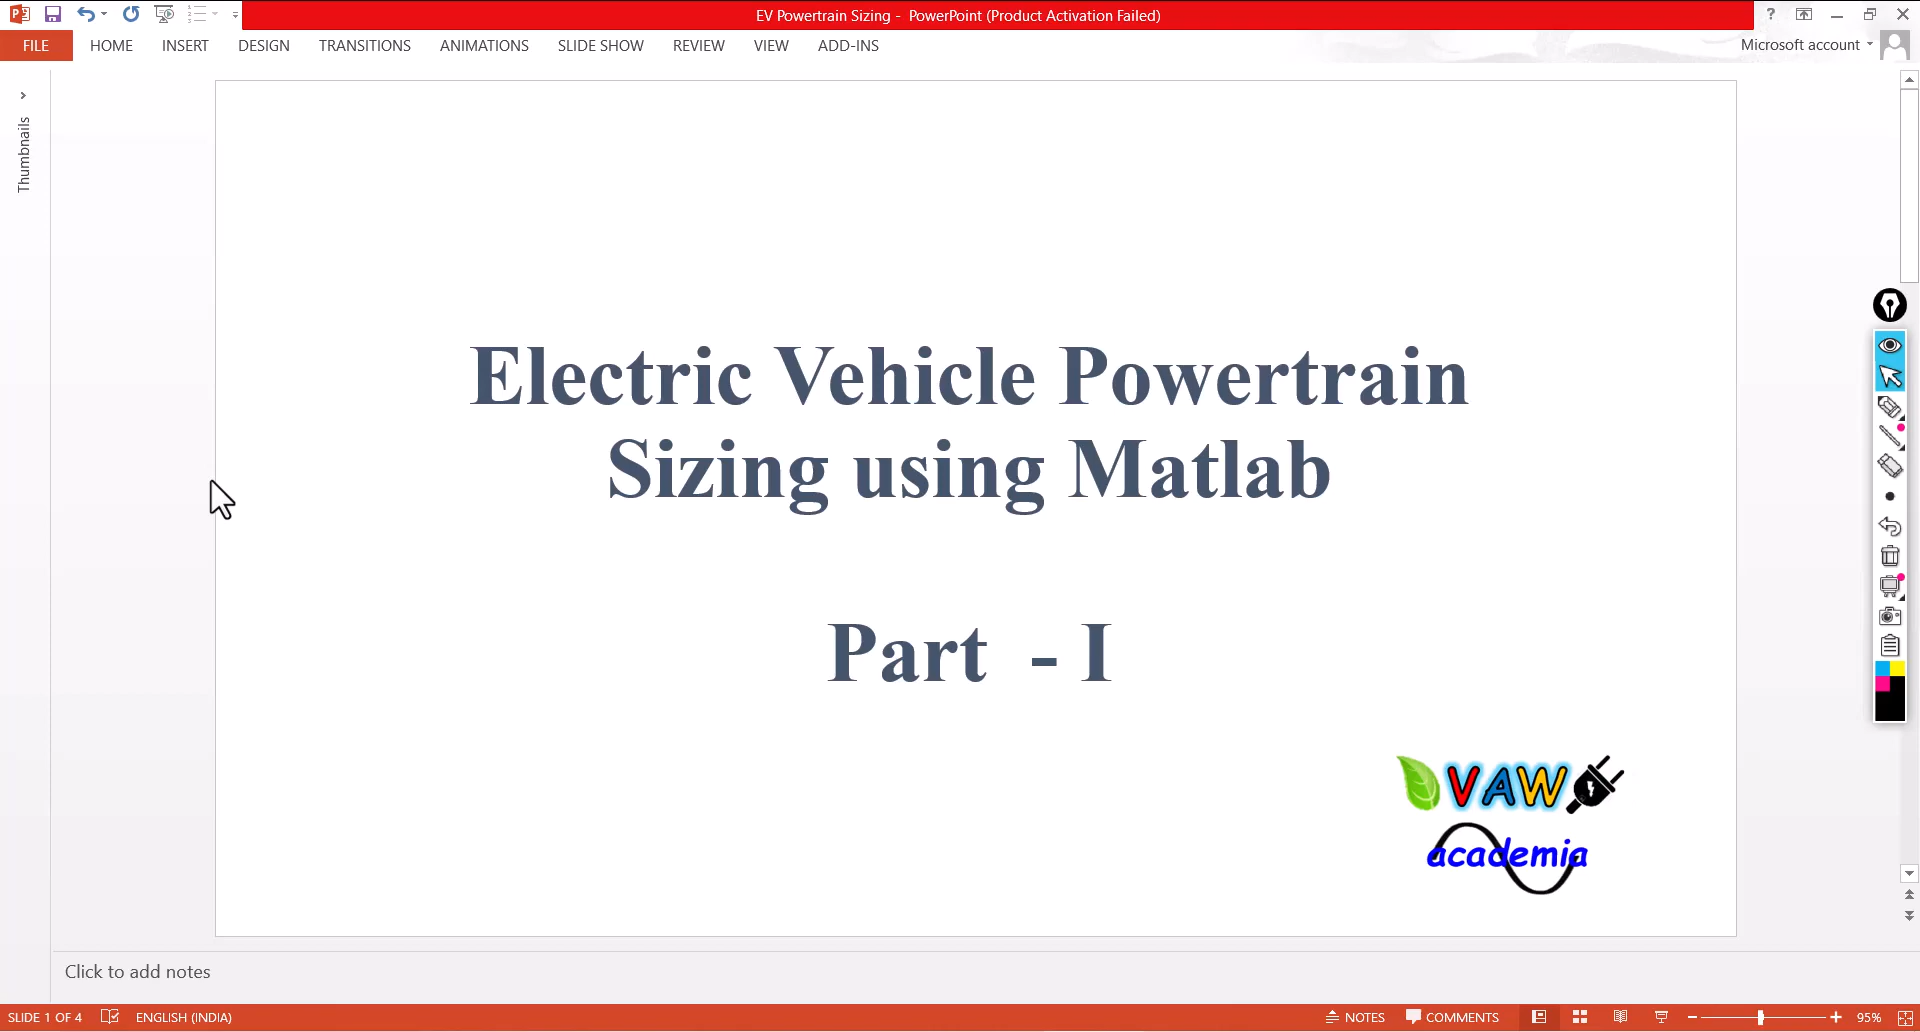 EV Powertrain Sizing -  PowerPoint (Product Activation Failed)
?
FILE HOME INSERT DESIGN TRANSITIONS ANIMATIONS SLIDE SHOW REVIEW VIEW ADD-INS
Microsoft account
Thumbnails
Electric Vehicle Powertrain
Sizing using Matlab
Part  - I
VAW
academia
Click to add notes
SLIDE 1 OF 4 ENGLISH (INDIA) NOTES COMMENTS 95%